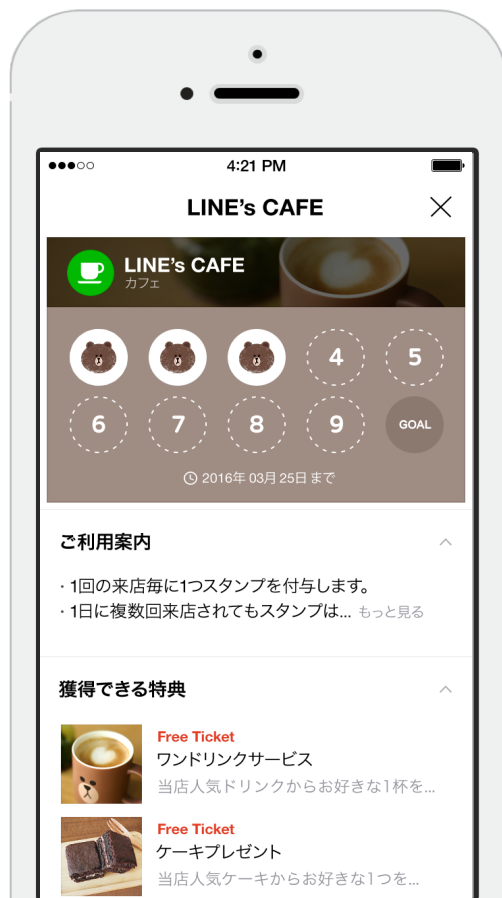 4:21 PM
LINE's CAFE
LINE's CAFE
カフェ
4 5
6 7 8 9 GOAL
2016年 03月 25日 まで
ご利用案内
・1回の来店毎に1つスタンプを付与します。
・1日に複数回来店されてもスタンプは... もっと見る
獲得できる特典
Free Ticket
ワンドリンクサービス
当店人気ドリンクからお好きな1杯を...
Free Ticket
ケーキプレゼント
当店人気ケーキからお好きな1つを...